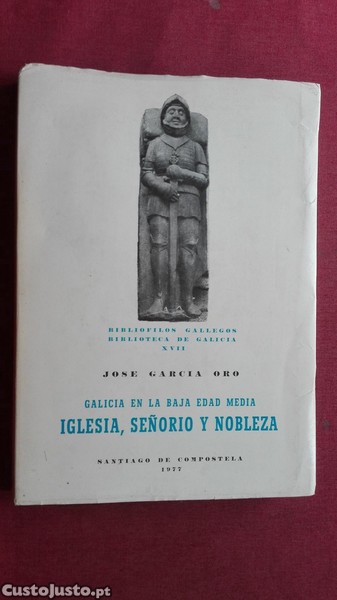 BIBLIOFILOS GALLEGOS
BIBLIOTECA DE GALICIA
XVII
JOSE GARCIA ORO
GALICIA EN LA BAJA EDAD MEDIA
IGLESIA, SEÑORIO Y NOBLEZA
SANTIAGO DE COMPOSTELA
1977
CustoJusto.pt